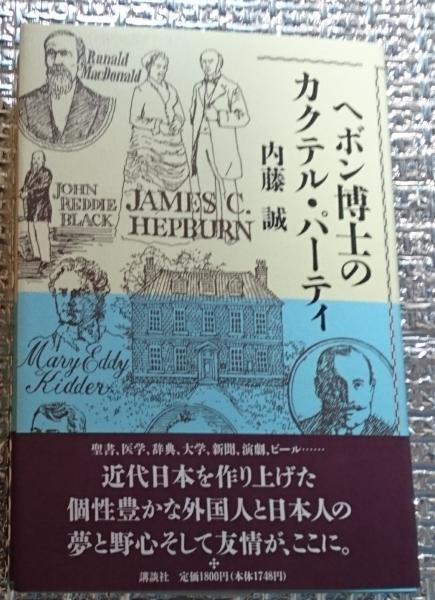 ヘボン博士の
カクテル・パーティ
内藤 誠
Runald
MacDonald
JOHN
REDDIE
BLACK
JAMES C.
HEPBURN
Mary Eddy
Kidder
聖書、医学、辞典、大学、新聞、演劇、ビール……
近代日本を作り上げた
個性豊かな外国人と日本人の
夢と野心そして友情が、ここに。
講談社 定価1800円(本体1748円)